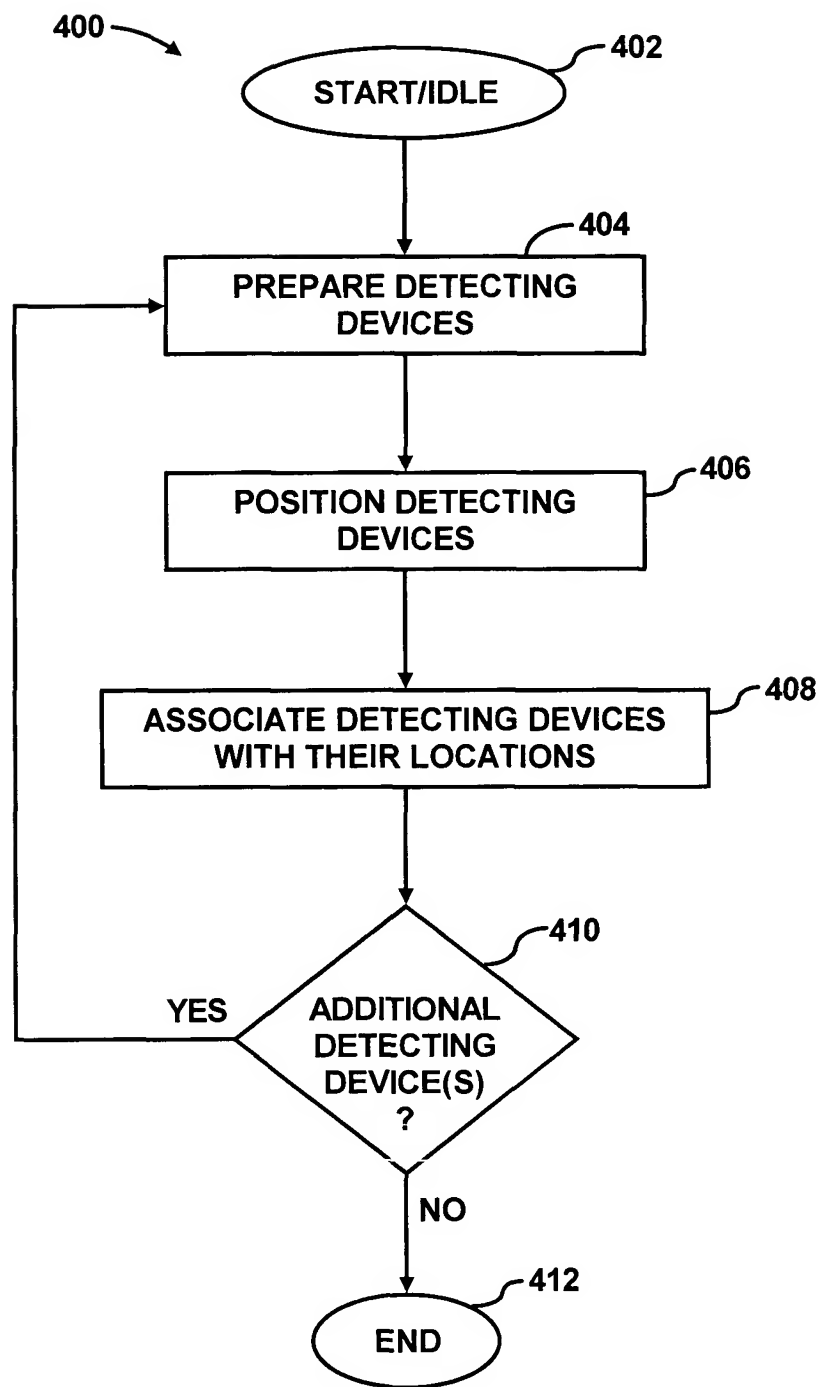 400
402
START/IDLE
404
PREPARE DETECTING
DEVICES
406
POSITION DETECTING
DEVICES
408
ASSOCIATE DETECTING DEVICES
WITH THEIR LOCATIONS
410
YES
ADDITIONAL
DETECTING
DEVICE(S)
?
NO
412
END